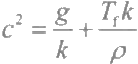 c² = g/k + T_f k/ρ